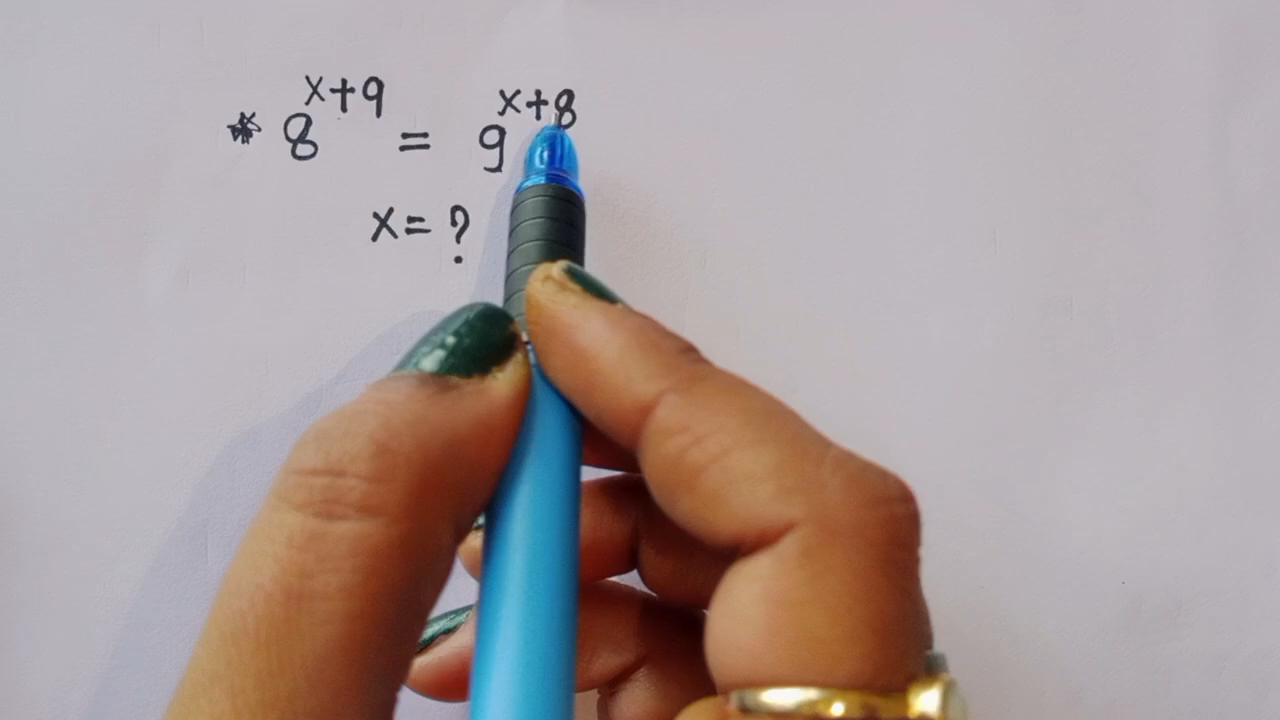 * 8^{x+9} = 9^{x+8}
x = ?